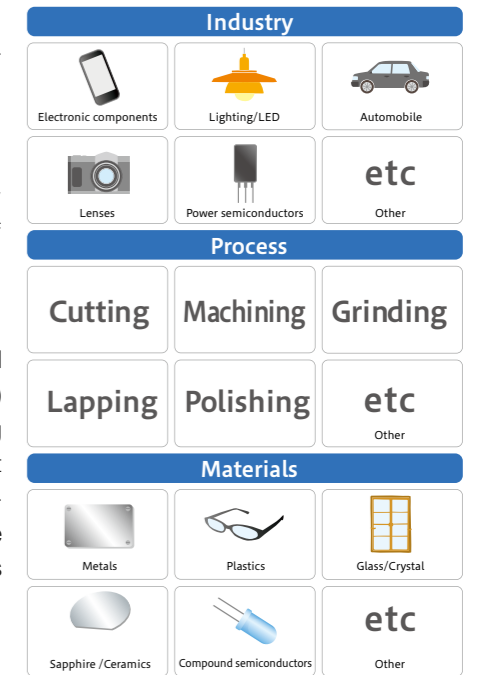 Industry
Electronic components
Lighting/LED
Automobile
Lenses
Power semiconductors
etc
Other
Process
Cutting
Machining
Grinding
Lapping
Polishing
etc
Other
Materials
Metals
Plastics
Glass/Crystal
Sapphire /Ceramics
Compound semiconductors
etc
Other